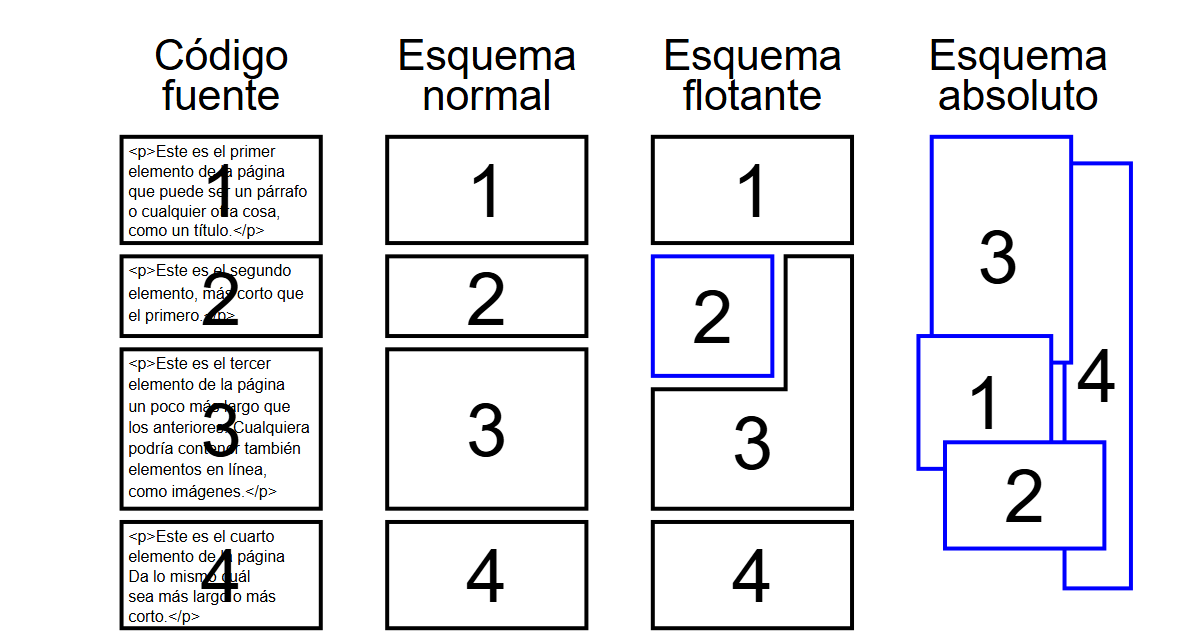 Código
fuente
<p>Este es el primer
elemento de la página
que puede ser un párrafo
o cualquier otra cosa,
como un título.</p>
1
<p>Este es el segundo
elemento, más corto que
el primero.</p>
2
<p>Este es el tercer
elemento de la página
un poco más largo que
los anteriores. Cualquiera
podría contener también
elementos en línea,
como imágenes.</p>
3
<p>Este es el cuarto
elemento de la página
Da lo mismo cuál
sea más largo o más
corto.</p>
4
Esquema
normal
1
2
3
4
Esquema
flotante
1
2
3
4
Esquema
absoluto
3
4
1
2